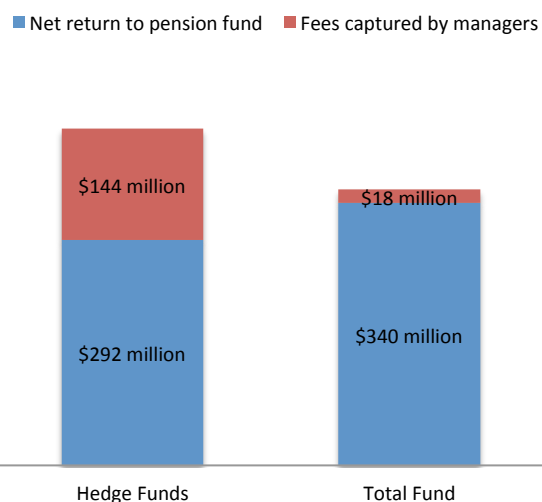 Net return to pension fund Fees captured by managers
$144 million
$18 million
$292 million
$340 million
Hedge Funds Total Fund